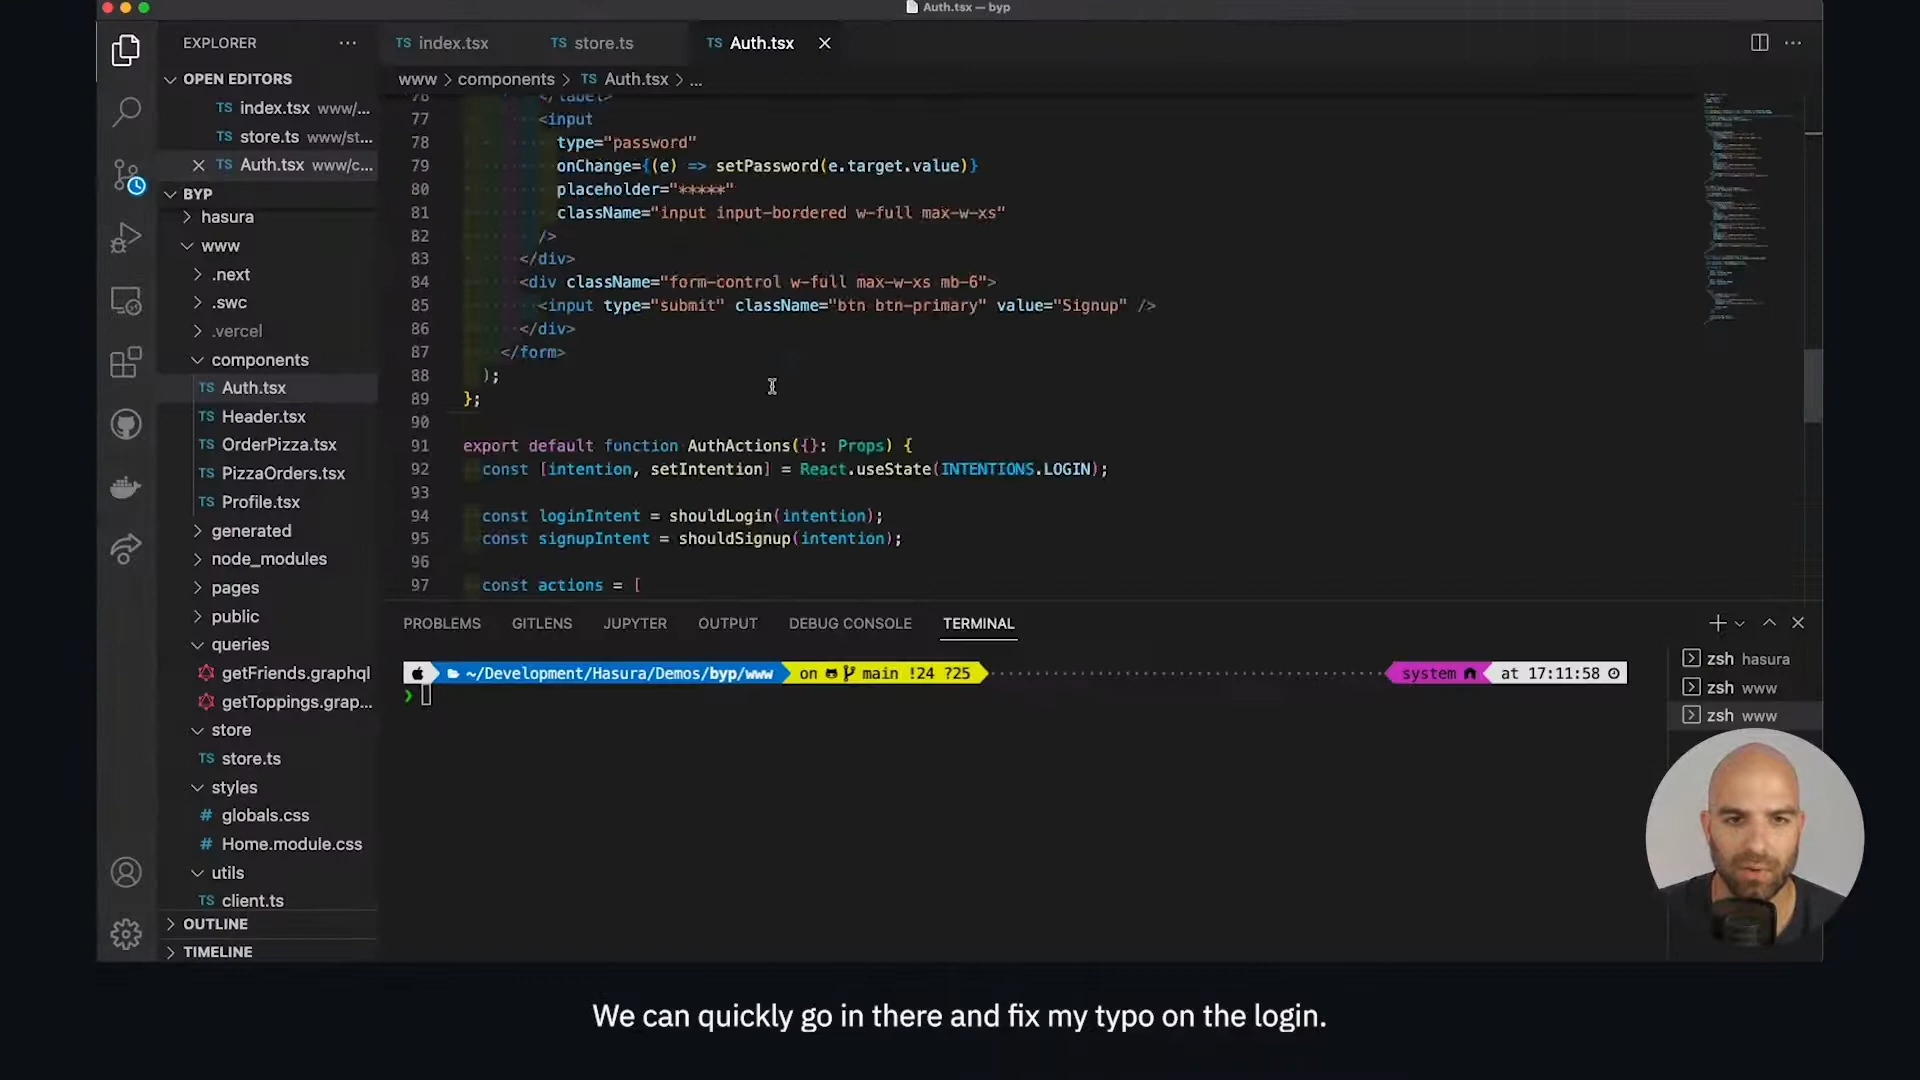 Auth.tsx — byp
EXPLORER
OPEN EDITORS
TS index.tsx www/...
TS store.ts www/st...
TS Auth.tsx www/c...
BYP
hasura
www
.next
.swc
.vercel
components
TS Auth.tsx
TS Header.tsx
TS OrderPizza.tsx
TS PizzaOrders.tsx
TS Profile.tsx
generated
node_modules
pages
public
queries
getFriends.graphql
getToppings.grap...
store
TS store.ts
styles
# globals.css
# Home.module.css
utils
TS client.ts
OUTLINE
TIMELINE
TS index.tsx TS store.ts TS Auth.tsx
www > components > TS Auth.tsx > ...
76 </label>
77 <input
78 type="password"
79 onChange={(e) => setPassword(e.target.value)}
80 placeholder="*****"
81 className="input input-bordered w-full max-w-xs"
82 />
83 </div>
84 <div className="form-control w-full max-w-xs mb-6">
85 <input type="submit" className="btn btn-primary" value="Signup" />
86 </div>
87 </form>
88 );
89 };
90
91 export default function AuthActions({}: Props) {
92 const [intention, setIntention] = React.useState(INTENTIONS.LOGIN);
93
94 const loginIntent = shouldLogin(intention);
95 const signupIntent = shouldSignup(intention);
96
97 const actions = [
PROBLEMS GITLENS JUPYTER OUTPUT DEBUG CONSOLE TERMINAL
~/Development/Hasura/Demos/byp/www on main !24 ?25 system at 17:11:58
❯
zsh hasura
zsh www
zsh www
We can quickly go in there and fix my typo on the login.